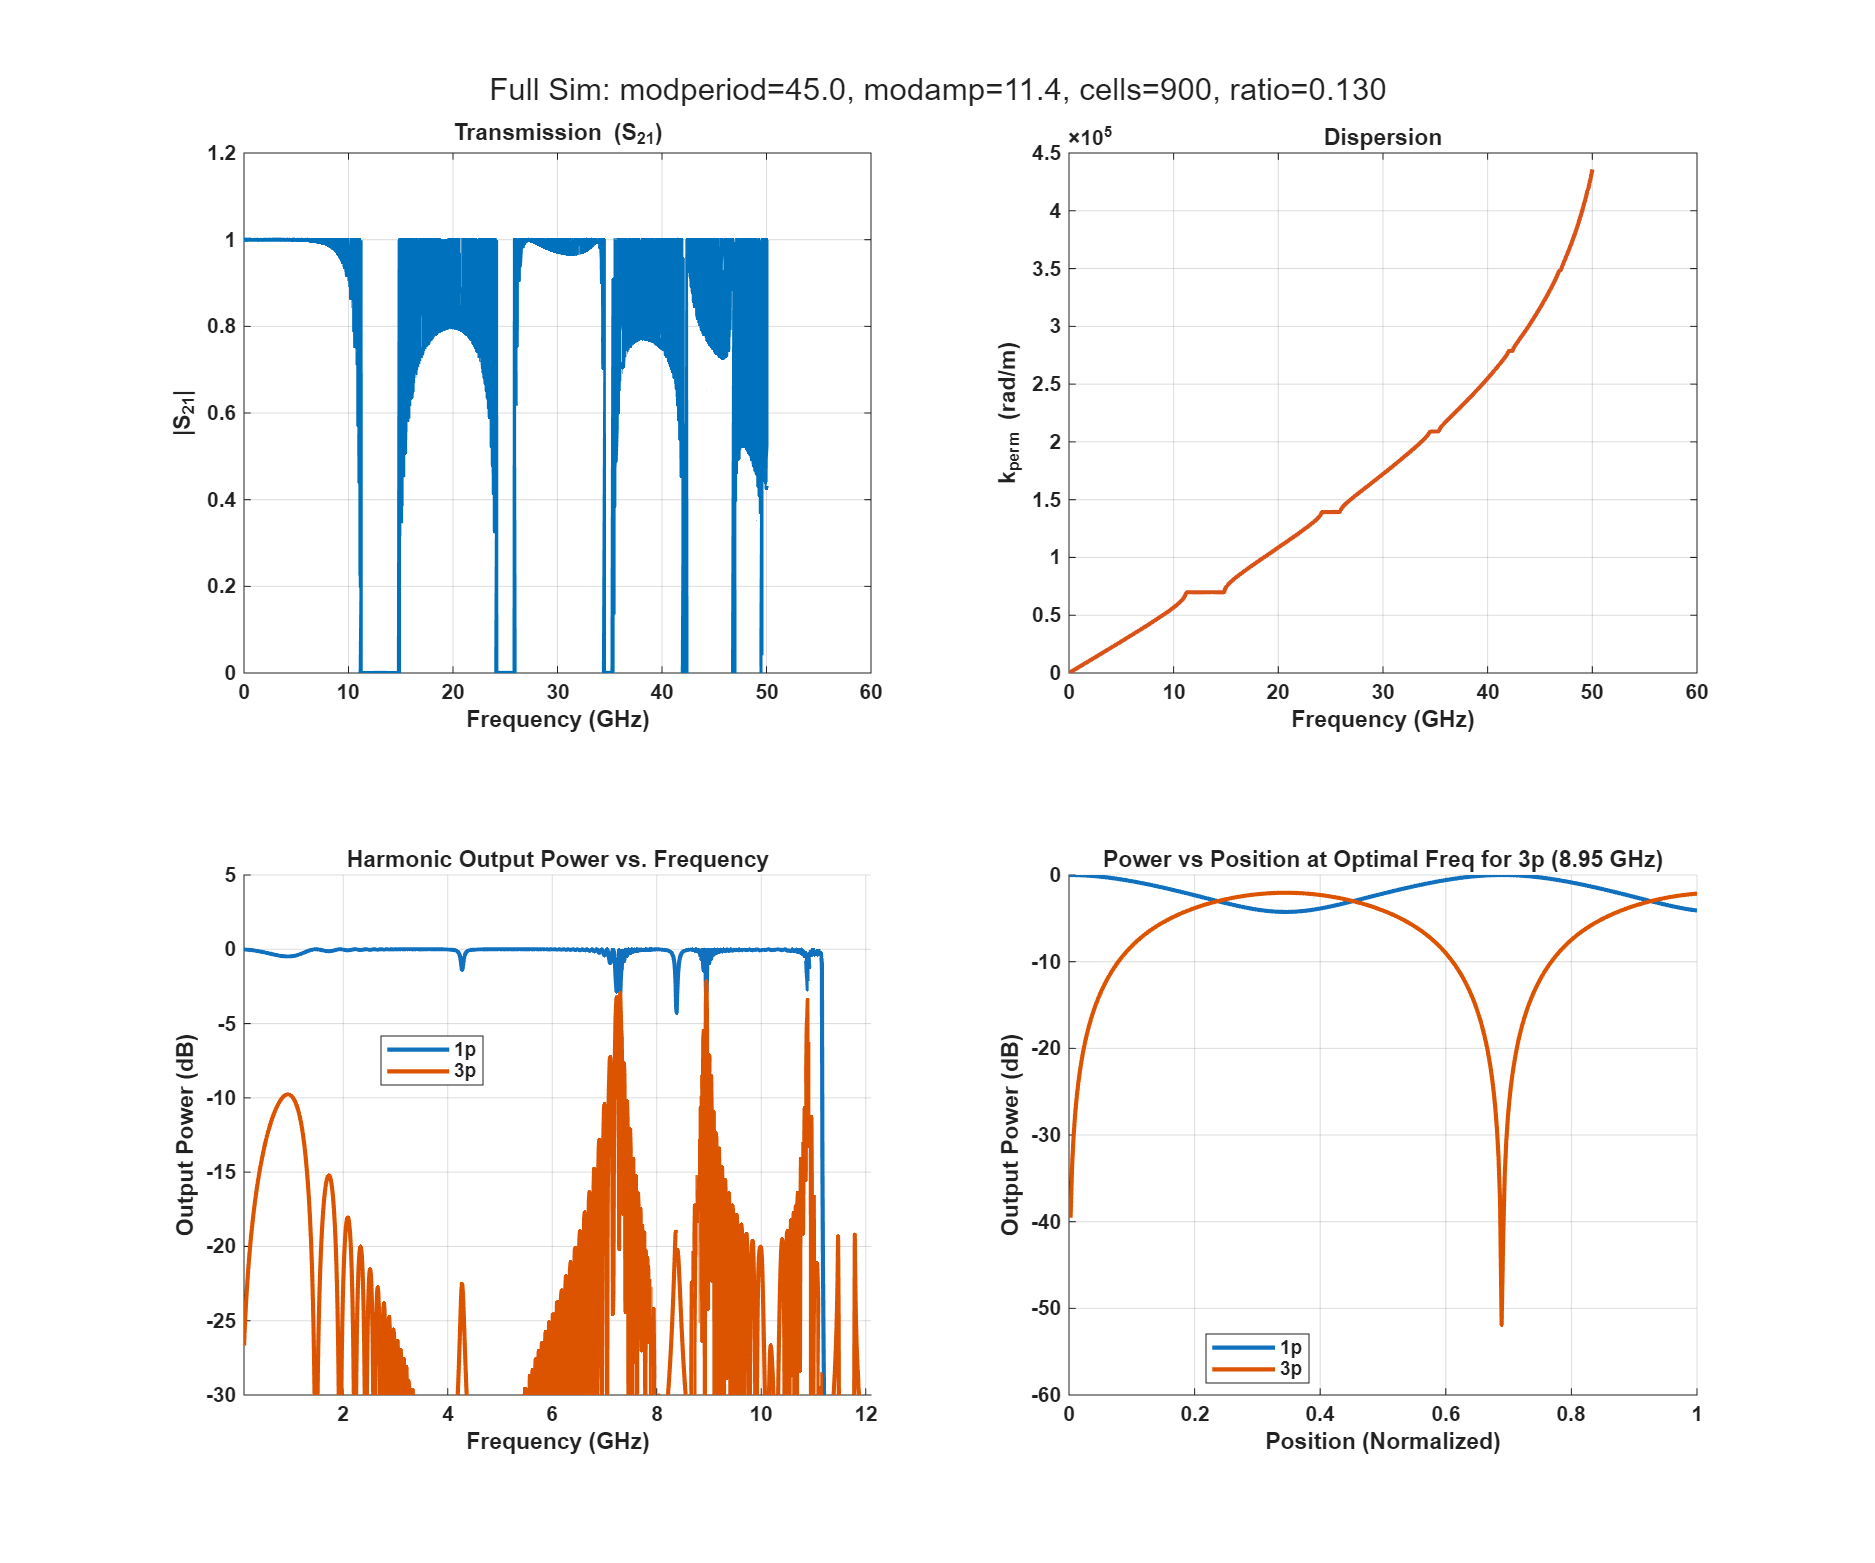 Full Sim: modperiod=45.0, modamp=11.4, cells=900, ratio=0.130
Transmission (S21)
1.2
1
0.8
0.6
0.4
0.2
0
0 10 20 30 40 50 60
|S21|
Frequency (GHz)
×10^5
Dispersion
4.5
4
3.5
3
2.5
2
1.5
1
0.5
0
0 10 20 30 40 50 60
kperm (rad/m)
Frequency (GHz)
Harmonic Output Power vs. Frequency
5
0
-5
-10
-15
-20
-25
-30
2 4 6 8 10 12
Output Power (dB)
Frequency (GHz)
1p
3p
Power vs Position at Optimal Freq for 3p (8.95 GHz)
0
-10
-20
-30
-40
-50
-60
0 0.2 0.4 0.6 0.8 1
Output Power (dB)
Position (Normalized)
1p
3p